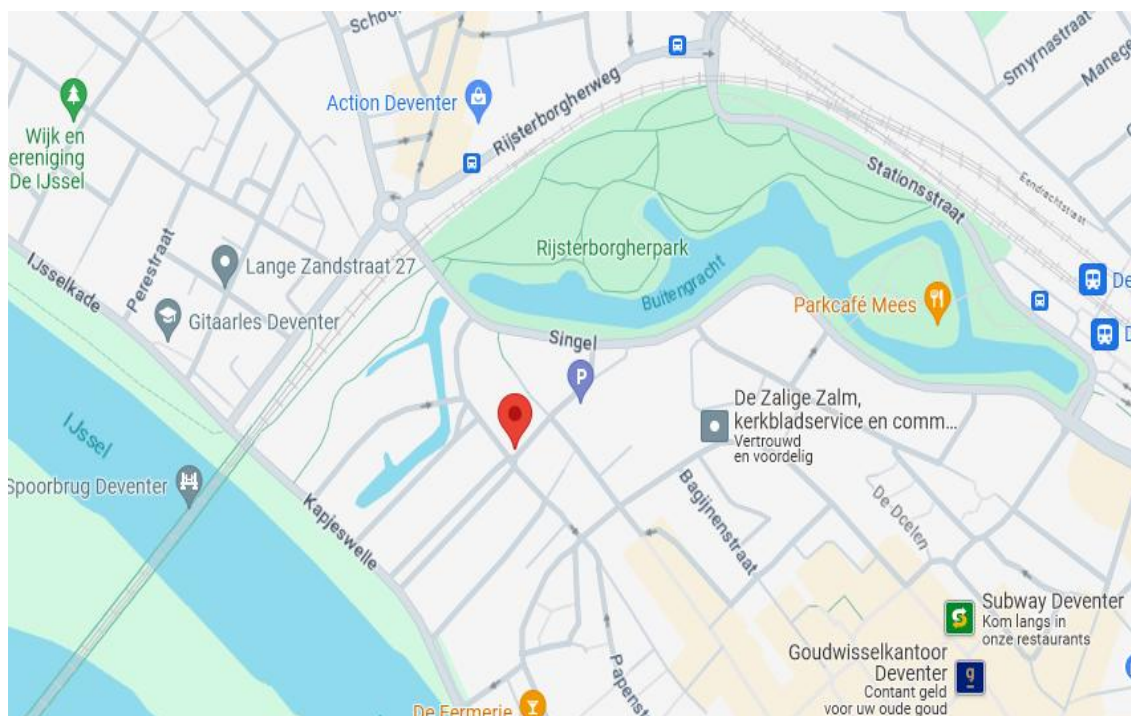 Schoo
Smyrnastraat
Manege
Action Deventer
Rijsterborgherweg
Wijk en
ereniging
De IJssel
Stationsstraat
Eendrachtstraat
Perestraat
Lange Zandstraat 27
Rijsterborgherpark
IJsselkade
Buitengracht
De
Parkcafé Mees
Gitaarles Deventer
D
Singel
P
De Zalige Zalm,
kerkbladservice en comm...
Vertrouwd
en voordelig
IJssel
Spoorbrug Deventer
Bagijnenstraat
De Doelen
Kapjeswelle
Subway Deventer
Kom langs in
onze restaurants
Goudwisselkantoor
Deventer
Contant geld
voor uw oude goud
g
Papenst
De Fermerie